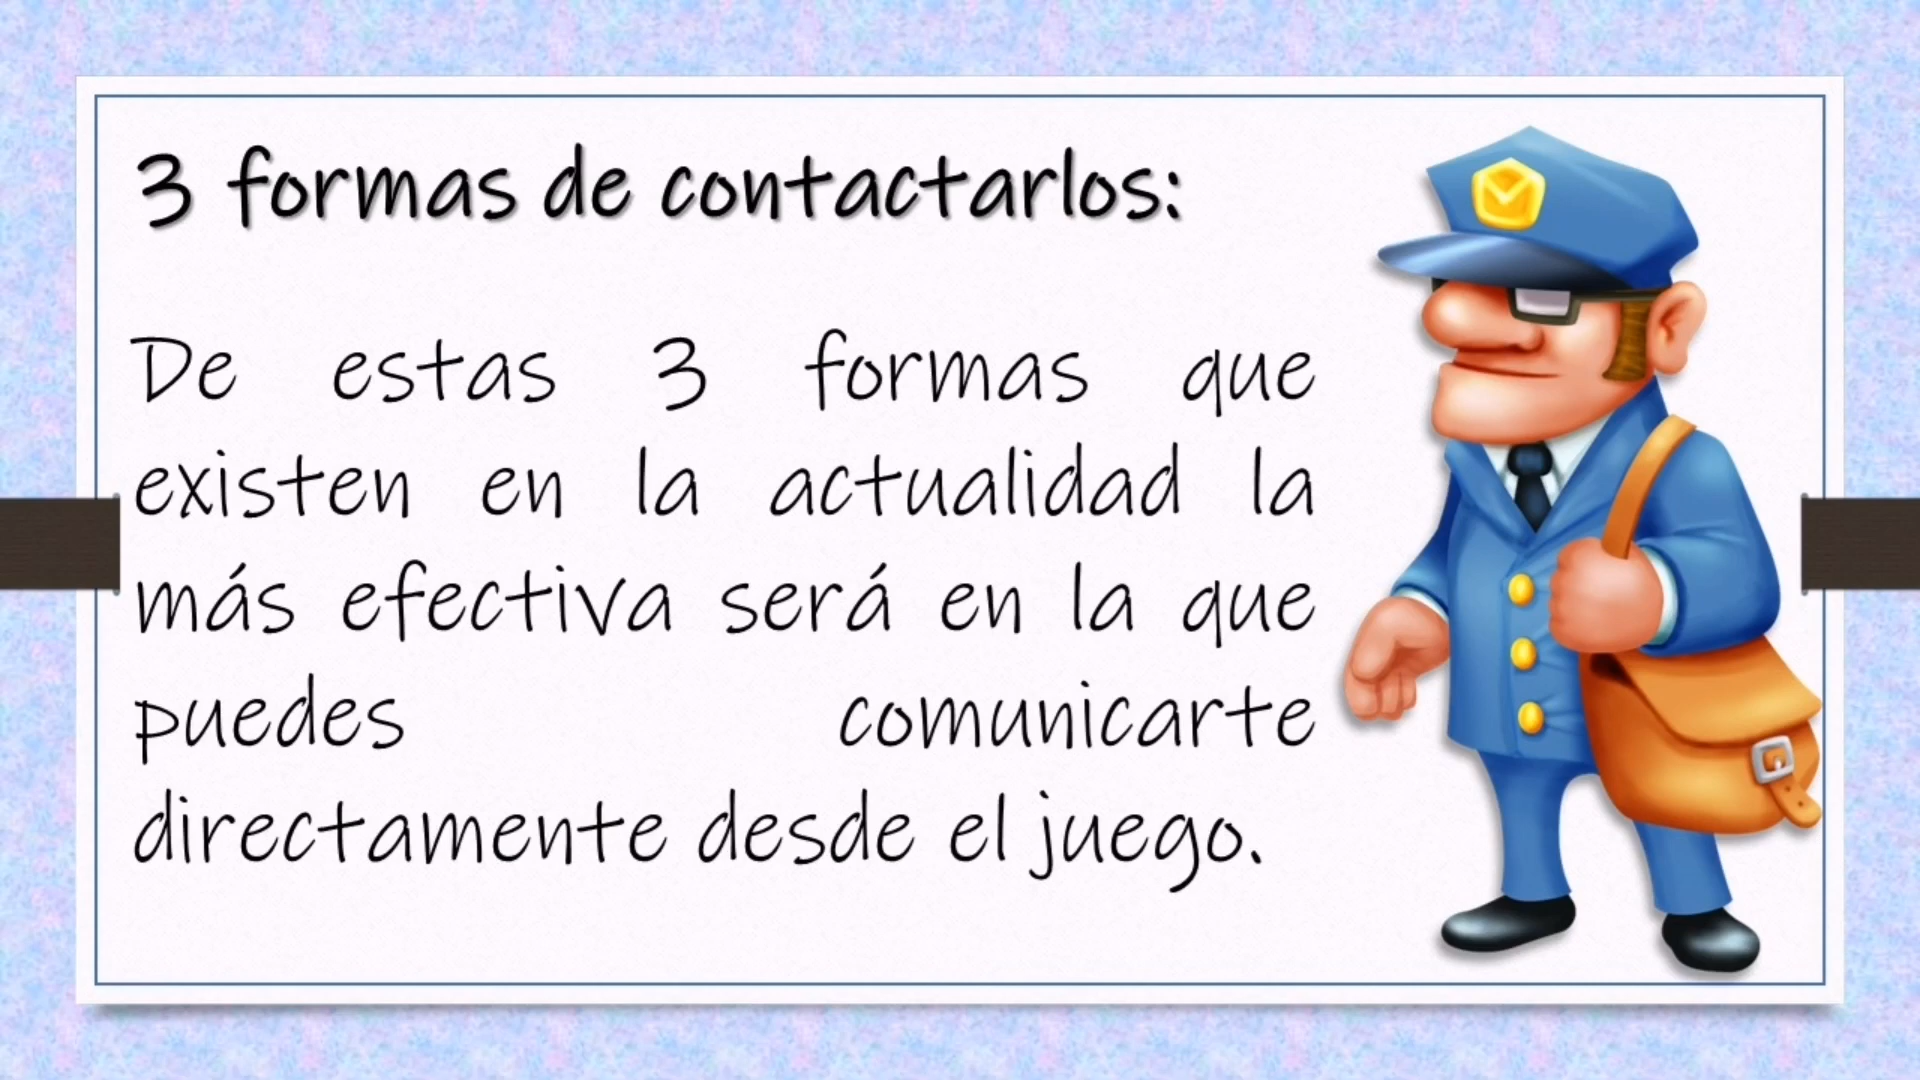 3 formas de contactarlos:
De estas 3 formas que
existen en la actualidad la
más efectiva será en la que
puedes comunicarte
directamente desde el juego.